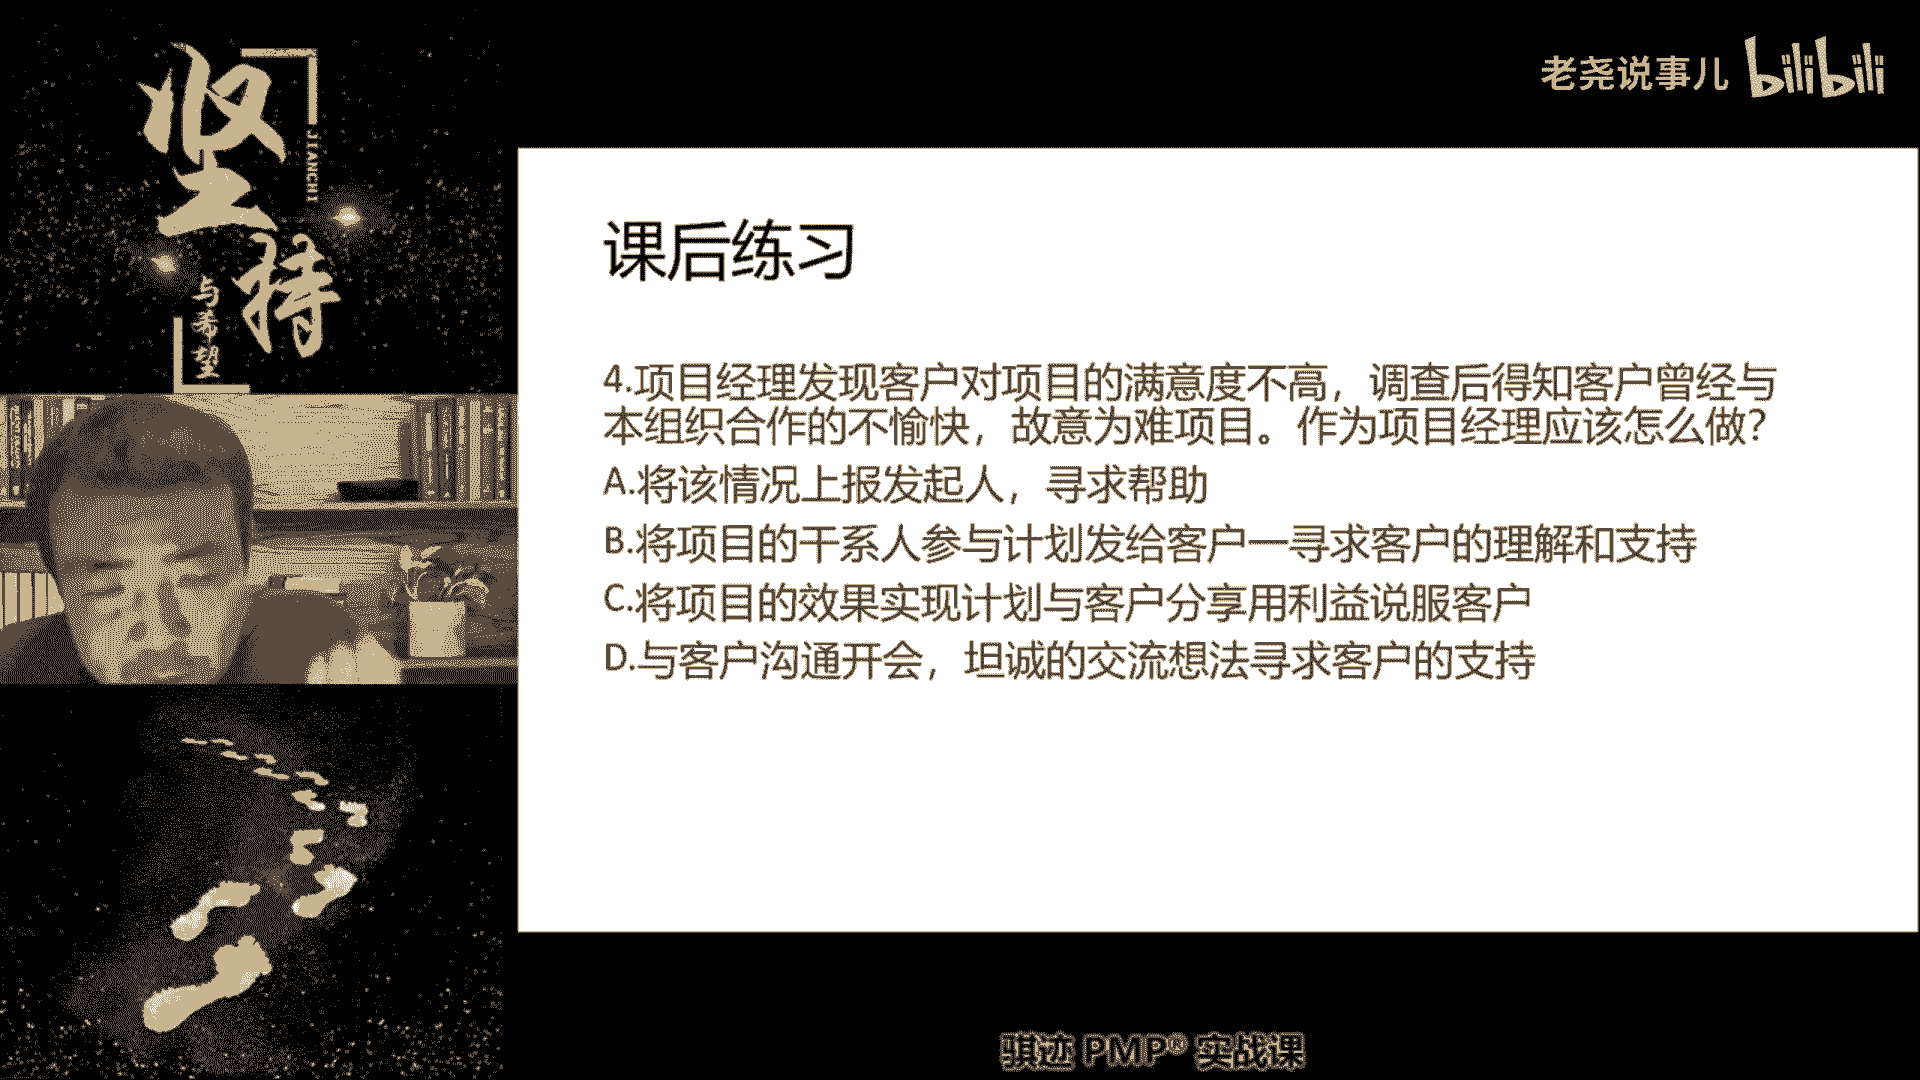 坚持
JIANCHI
与希望
老尧说事儿 bilibili
课后练习
4.项目经理发现客户对项目的满意度不高，调查后得知客户曾经与
本组织合作的不愉快，故意为难项目。作为项目经理应该怎么做？
A.将该情况上报发起人，寻求帮助
B.将项目的干系人参与计划发给客户一寻求客户的理解和支持
C.将项目的效果实现计划与客户分享用利益说服客户
D.与客户沟通开会，坦诚的交流想法寻求客户的支持
骐迹 PMP® 实战课